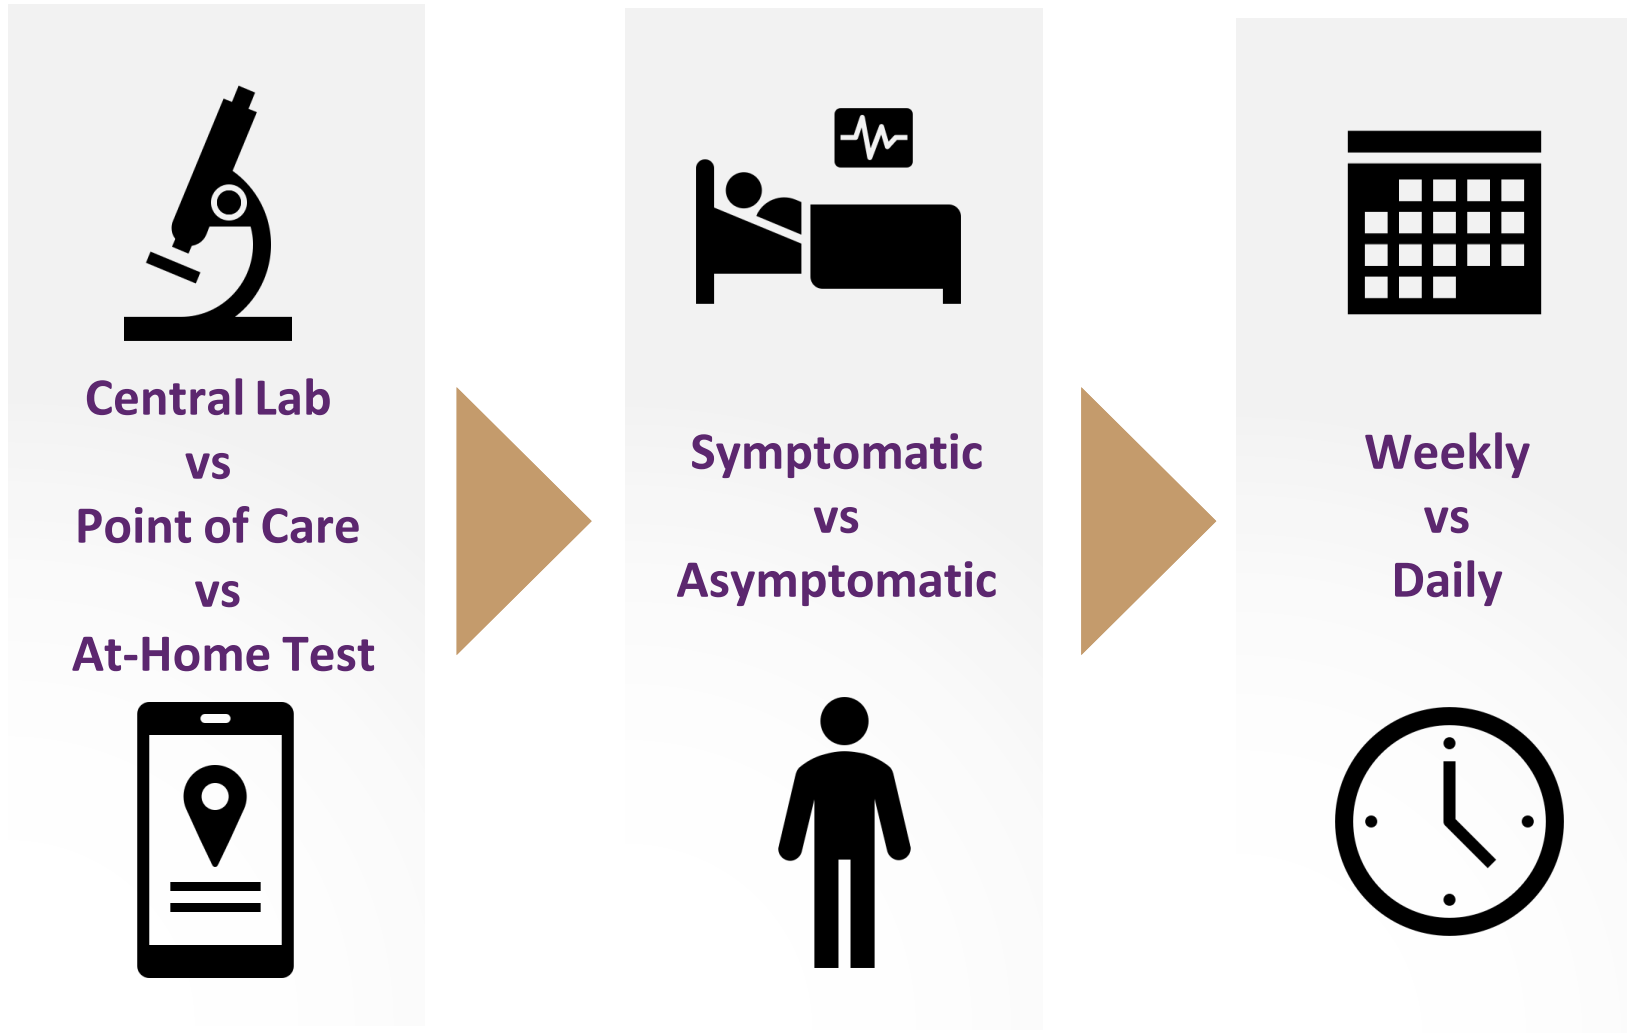 Central Lab
vs
Point of Care
vs
At-Home Test
Symptomatic
vs
Asymptomatic
Weekly
vs
Daily